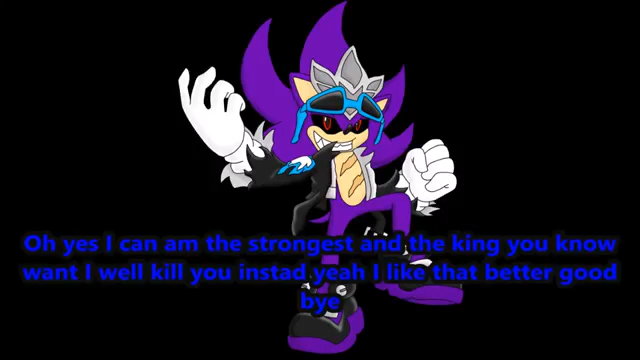 Oh yes I can am the strongest and the king you know
want I well kill you instad yeah I like that better good
bye